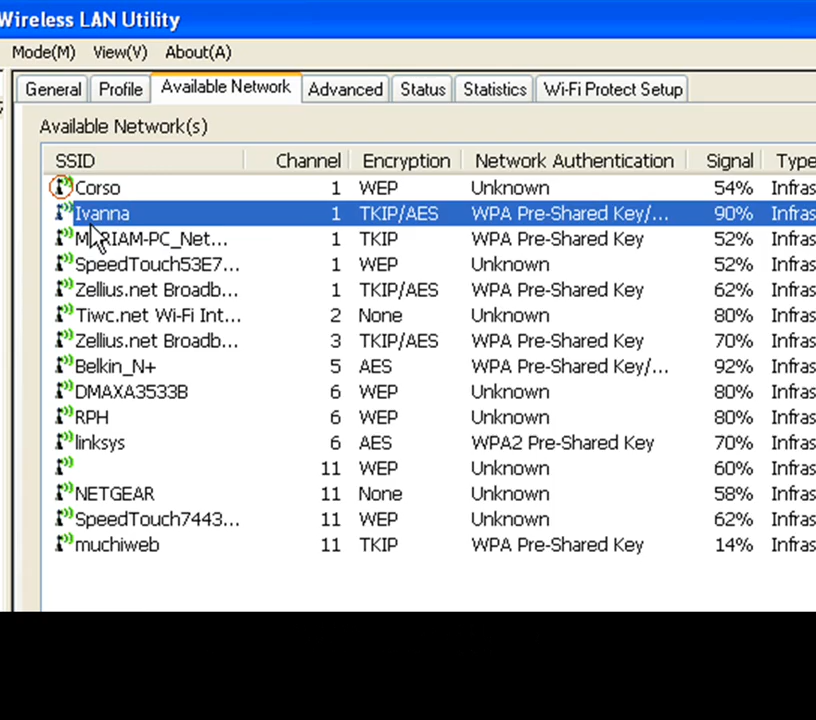 Wireless LAN Utility
Mode(M) View(V) About(A)
General Profile Available Network Advanced Status Statistics Wi-Fi Protect Setup
Available Network(s)
SSID Channel Encryption Network Authentication Signal Type
Corso 1 WEP Unknown 54% Infras
Ivanna 1 TKIP/AES WPA Pre-Shared Key/... 90% Infras
MYRIAM-PC_Net... 1 TKIP WPA Pre-Shared Key 52% Infras
SpeedTouch53E7... 1 WEP Unknown 52% Infras
Zellius.net Broadb... 1 TKIP/AES WPA Pre-Shared Key 62% Infras
Tiwc.net Wi-Fi Int... 2 None Unknown 80% Infras
Zellius.net Broadb... 3 TKIP/AES WPA Pre-Shared Key 70% Infras
Belkin_N+ 5 AES WPA Pre-Shared Key/... 92% Infras
DMAXA3533B 6 WEP Unknown 80% Infras
RPH 6 WEP Unknown 80% Infras
linksys 6 AES WPA2 Pre-Shared Key 70% Infras
11 WEP Unknown 60% Infras
NETGEAR 11 None Unknown 58% Infras
SpeedTouch7443... 11 WEP Unknown 62% Infras
muchiweb 11 TKIP WPA Pre-Shared Key 14% Infras